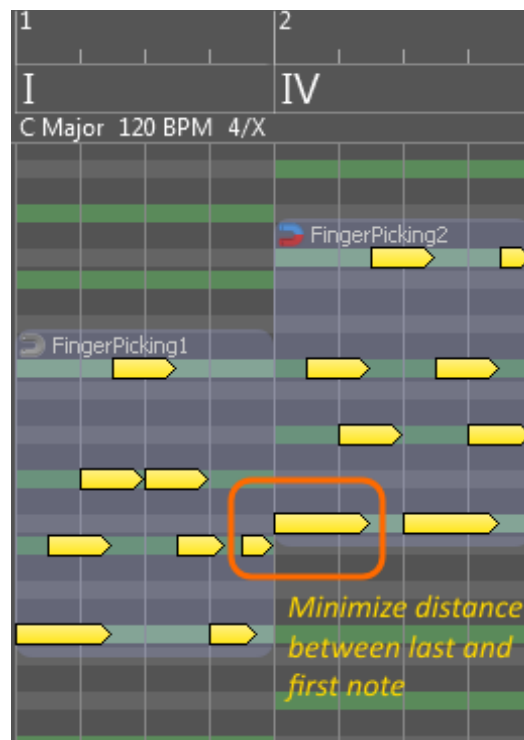 1 2
I IV
C Major 120 BPM 4/X
FingerPicking2
FingerPicking1
Minimize distance
between last and
first note